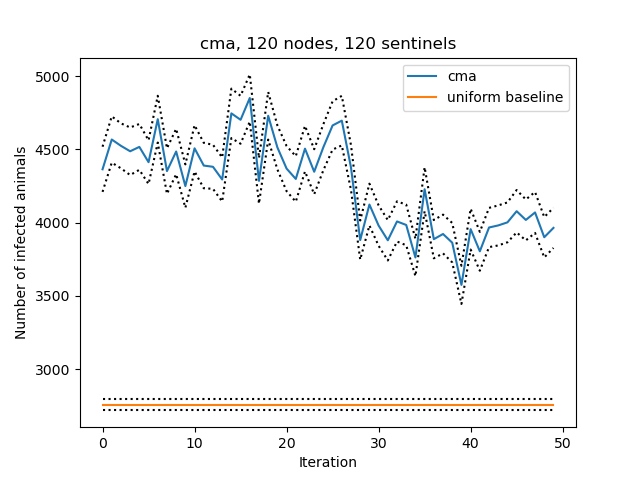 cma, 120 nodes, 120 sentinels
cma
uniform baseline
Number of infected animals
5000
4500
4000
3500
3000
0 10 20 30 40 50
Iteration